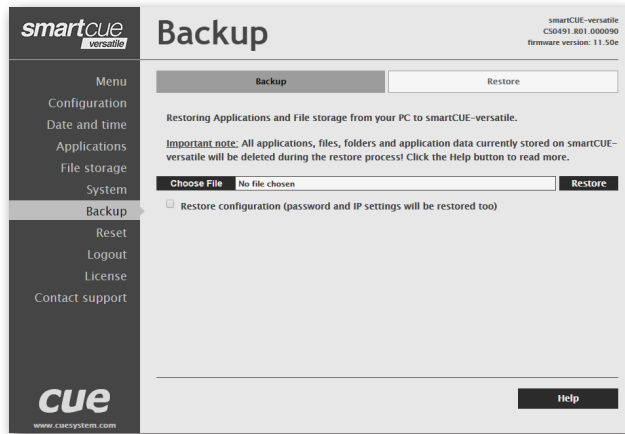 smartcue
versatile
Backup
smartCUE-versatile
CS0491.R01.000090
firmware version: 11.50e
Menu
Configuration
Date and time
Applications
File storage
System
Backup
Reset
Logout
License
Contact support
Backup
Restore
Restoring Applications and File storage from your PC to smartCUE-versatile.
Important note: All applications, files, folders and application data currently stored on smartCUE-
versatile will be deleted during the restore process! Click the Help button to read more.
Choose File No file chosen Restore
Restore configuration (password and IP settings will be restored too)
cue
www.cuesystem.com
Help